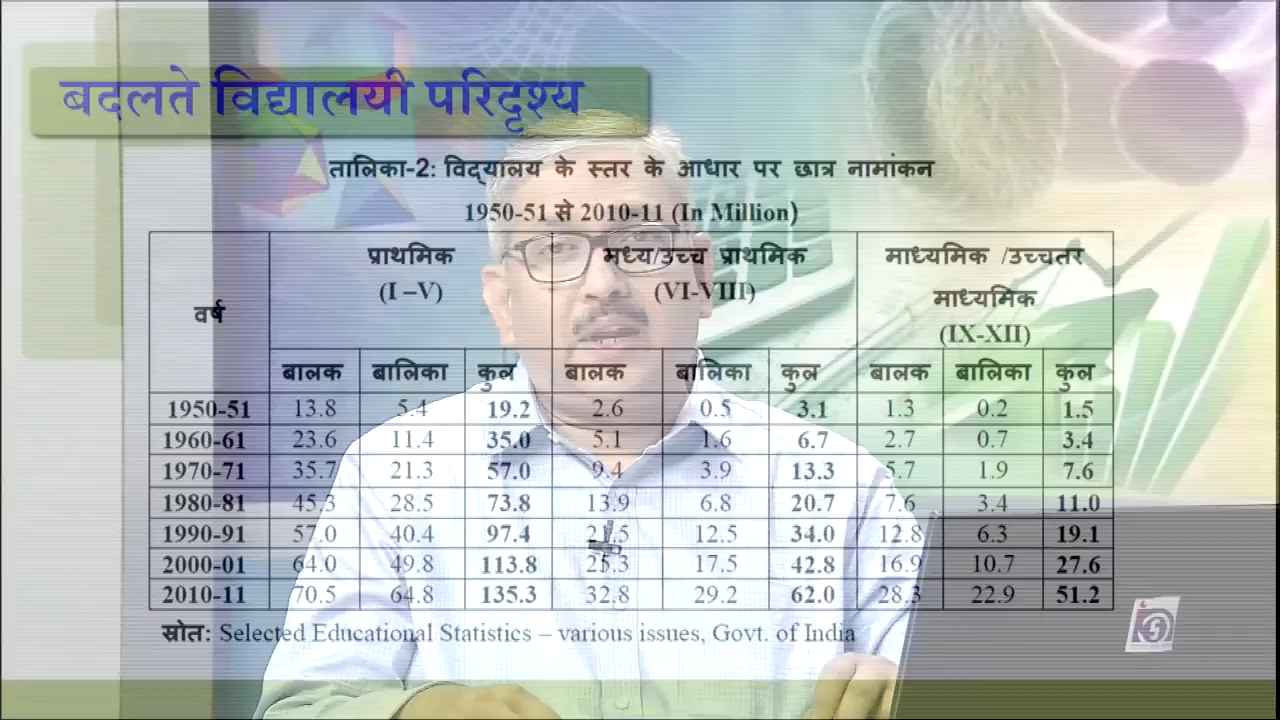 बदलते विद्यालयी परिदृश्य
तालिका-2: विद्यालय के स्तर के आधार पर छात्र नामांकन
1950-51 से 2010-11 (In Million)
वर्ष प्राथमिक (I –V) मध्य/उच्च प्राथमिक (VI-VIII) माध्यमिक /उच्चतर माध्यमिक (IX-XII)
बालक बालिका कुल बालक बालिका कुल बालक बालिका कुल
1950-51 13.8 5.4 19.2 2.6 0.5 3.1 1.3 0.2 1.5
1960-61 23.6 11.4 35.0 5.1 1.6 6.7 2.7 0.7 3.4
1970-71 35.7 21.3 57.0 9.4 3.9 13.3 5.7 1.9 7.6
1980-81 45.3 28.5 73.8 13.9 6.8 20.7 7.6 3.4 11.0
1990-91 57.0 40.4 97.4 21.5 12.5 34.0 12.8 6.3 19.1
2000-01 64.0 49.8 113.8 25.3 17.5 42.8 16.9 10.7 27.6
2010-11 70.5 64.8 135.3 32.8 29.2 62.0 28.3 22.9 51.2
स्रोत: Selected Educational Statistics – various issues, Govt. of India